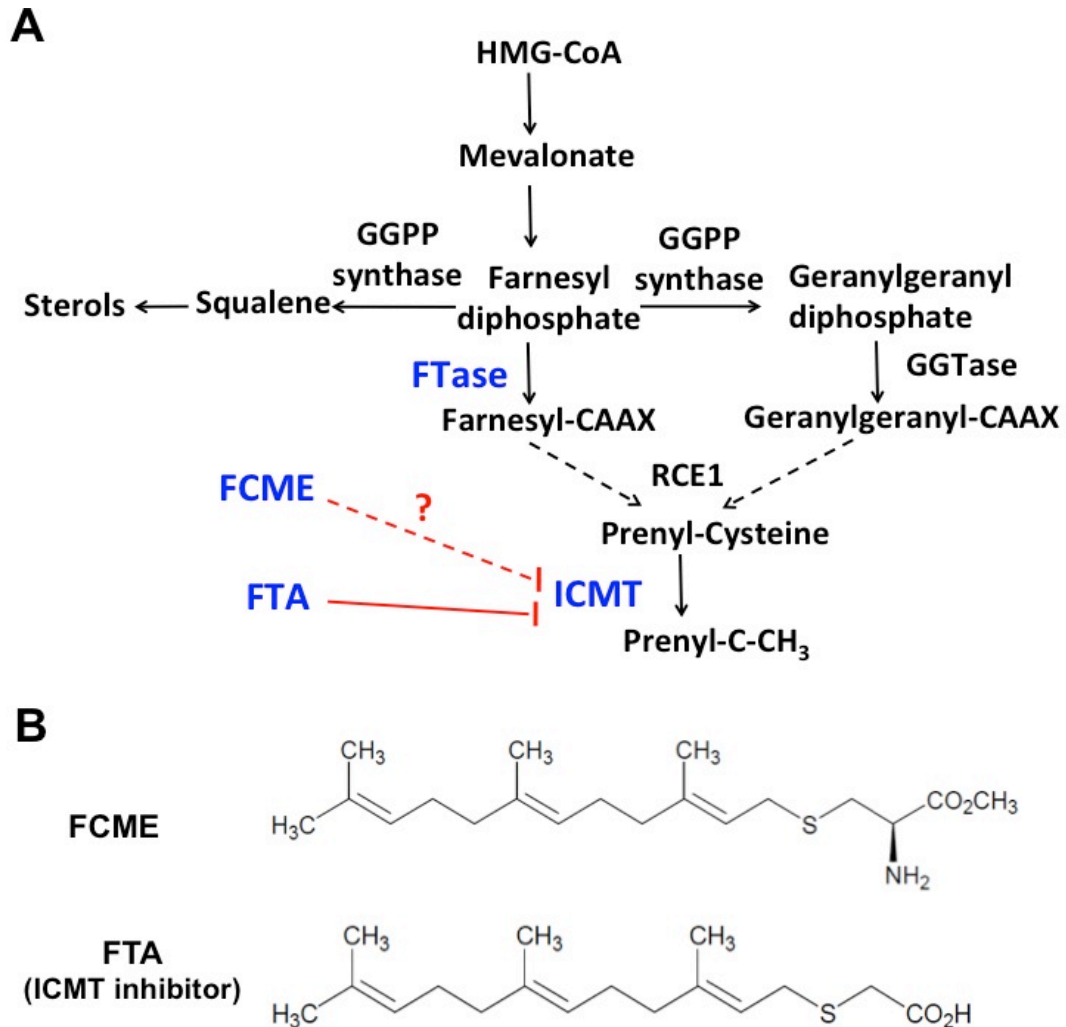 A
HMG-CoA
Mevalonate
GGPP
synthase
GGPP
synthase
Sterols
Squalene
Farnesyl
diphosphate
Geranylgeranyl
diphosphate
FTase
GGTase
Farnesyl-CAAX
Geranylgeranyl-CAAX
RCE1
FCME
?
Prenyl-Cysteine
FTA
ICMT
Prenyl-C-CH₃
B
FCME
CH₃
CH₃
CH₃
H₃C
S
CO₂CH₃
NH₂
FTA
(ICMT inhibitor)
CH₃
CH₃
CH₃
H₃C
S
CO₂H